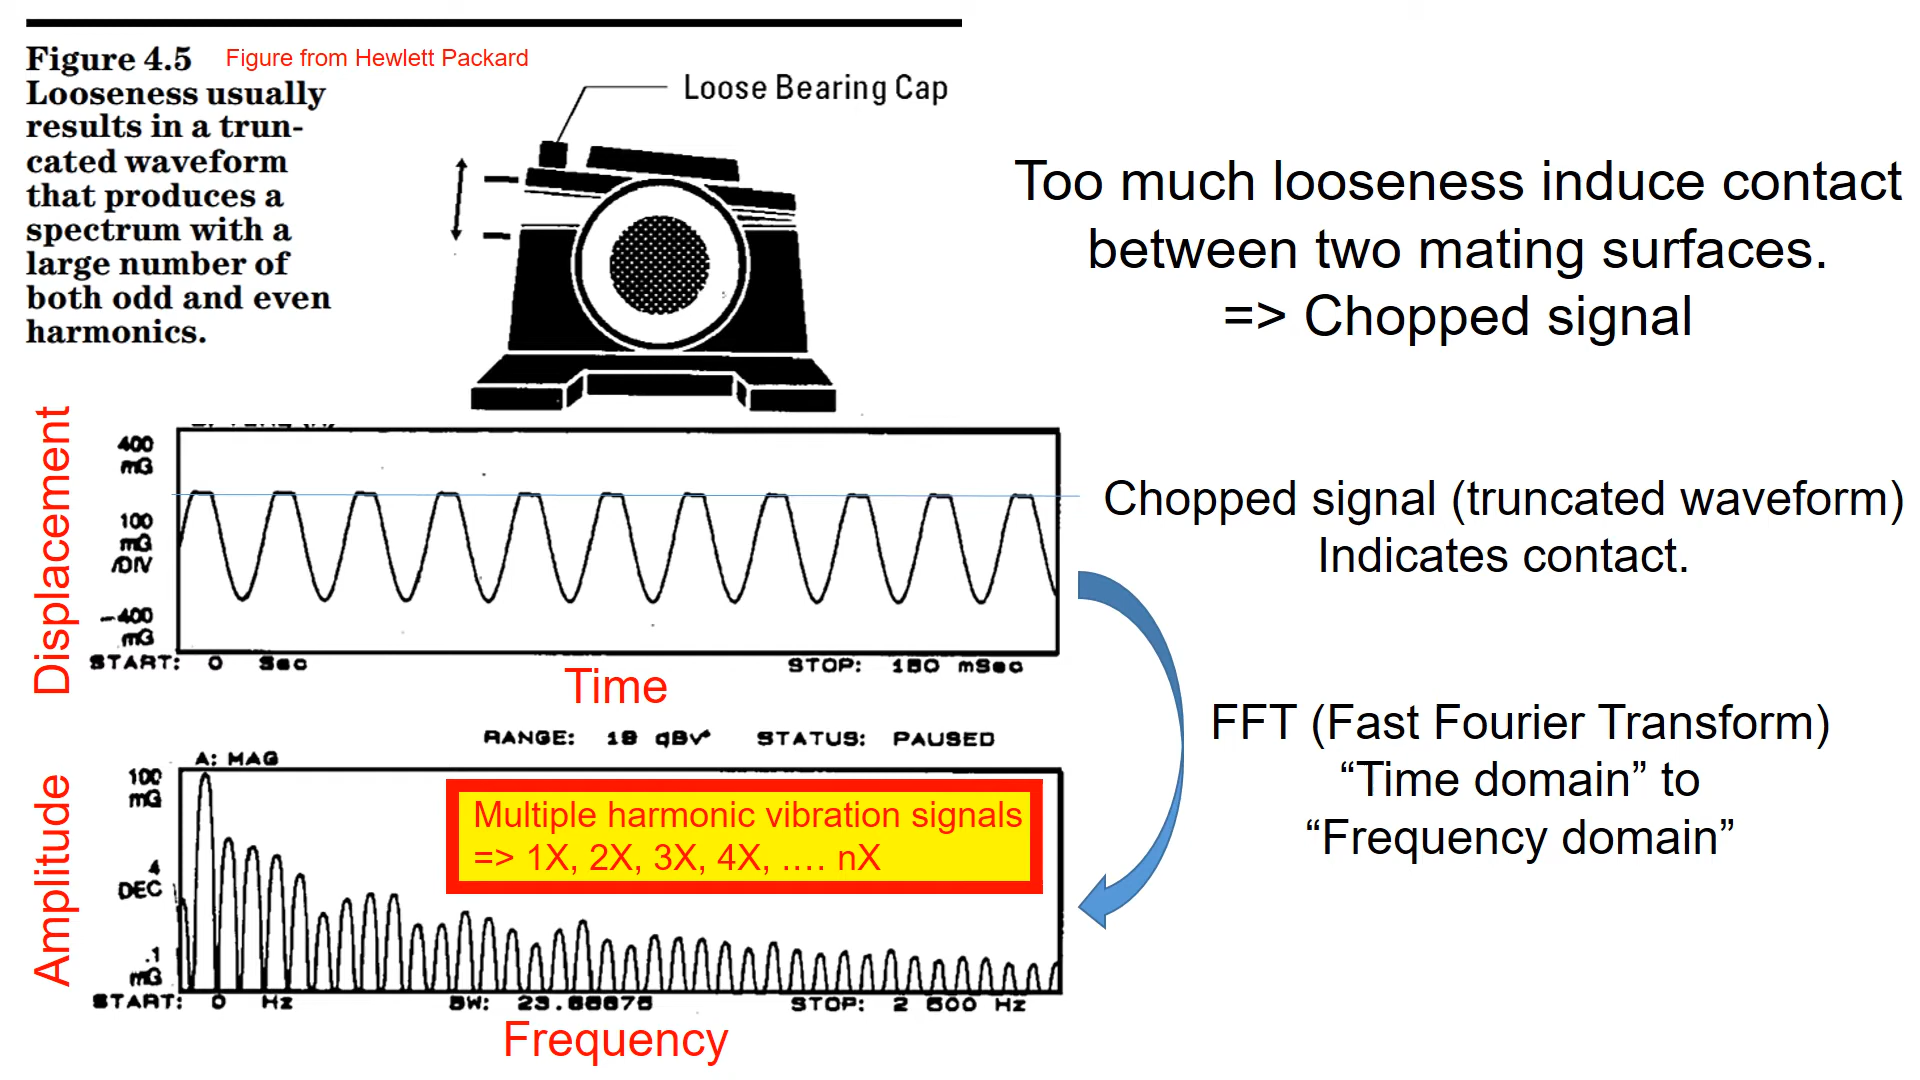 Figure 4.5
Figure from Hewlett Packard
Looseness usually
results in a trun-
cated waveform
that produces a
spectrum with a
large number of
both odd and even
harmonics.
Loose Bearing Cap
Too much looseness induce contact
between two mating surfaces.
=> Chopped signal
Displacement
400
mG
100
mG
/DIV
-400
mG
START: 0 Sec
STOP: 160 mSec
Time
Chopped signal (truncated waveform)
Indicates contact.
FFT (Fast Fourier Transform)
“Time domain” to
“Frequency domain”
STATUS: PAUSED
RANGE: 18
A: MAG
Amplitude
100
mG
4
DEC
.1
mG
Multiple harmonic vibration signals
=> 1X, 2X, 3X, 4X, .... nX
START: 0 Hz
BW:
STOP: 2 500 Hz
Frequency